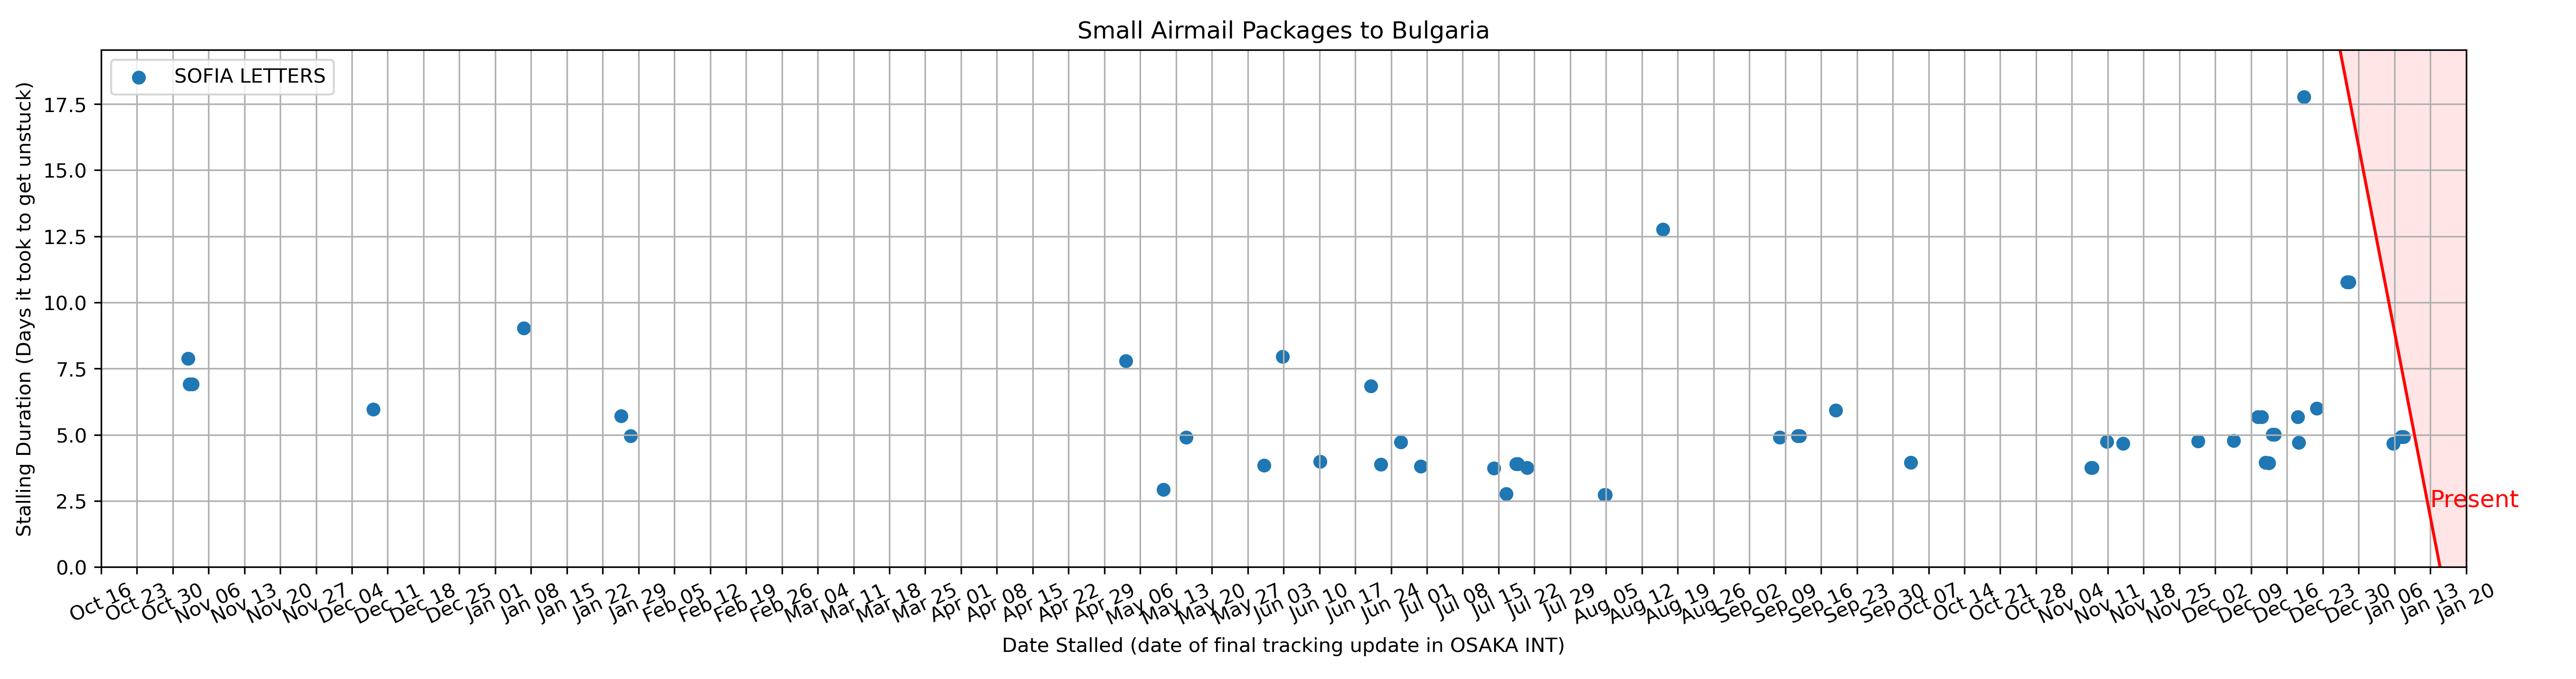 Small Airmail Packages to Bulgaria
SOFIA LETTERS
Stalling Duration (Days it took to get unstuck)
17.5
15.0
12.5
10.0
7.5
5.0
2.5
0.0
Present
Oct 16 Oct 23 Oct 30 Nov 06 Nov 13 Nov 20 Nov 27 Dec 04 Dec 11 Dec 18 Dec 25 Jan 01 Jan 08 Jan 15 Jan 22 Jan 29 Feb 05 Feb 12 Feb 19 Feb 26 Mar 04 Mar 11 Mar 18 Mar 25 Apr 01 Apr 08 Apr 15 Apr 22 Apr 29 May 06 May 13 May 20 May 27 Jun 03 Jun 10 Jun 17 Jun 24 Jul 01 Jul 08 Jul 15 Jul 22 Jul 29 Aug 05 Aug 12 Aug 19 Aug 26 Sep 02 Sep 09 Sep 16 Sep 23 Sep 30 Oct 07 Oct 14 Oct 21 Oct 28 Nov 04 Nov 11 Nov 18 Nov 25 Dec 02 Dec 09 Dec 16 Dec 23 Dec 30 Jan 06 Jan 13 Jan 20
Date Stalled (date of final tracking update in OSAKA INT)